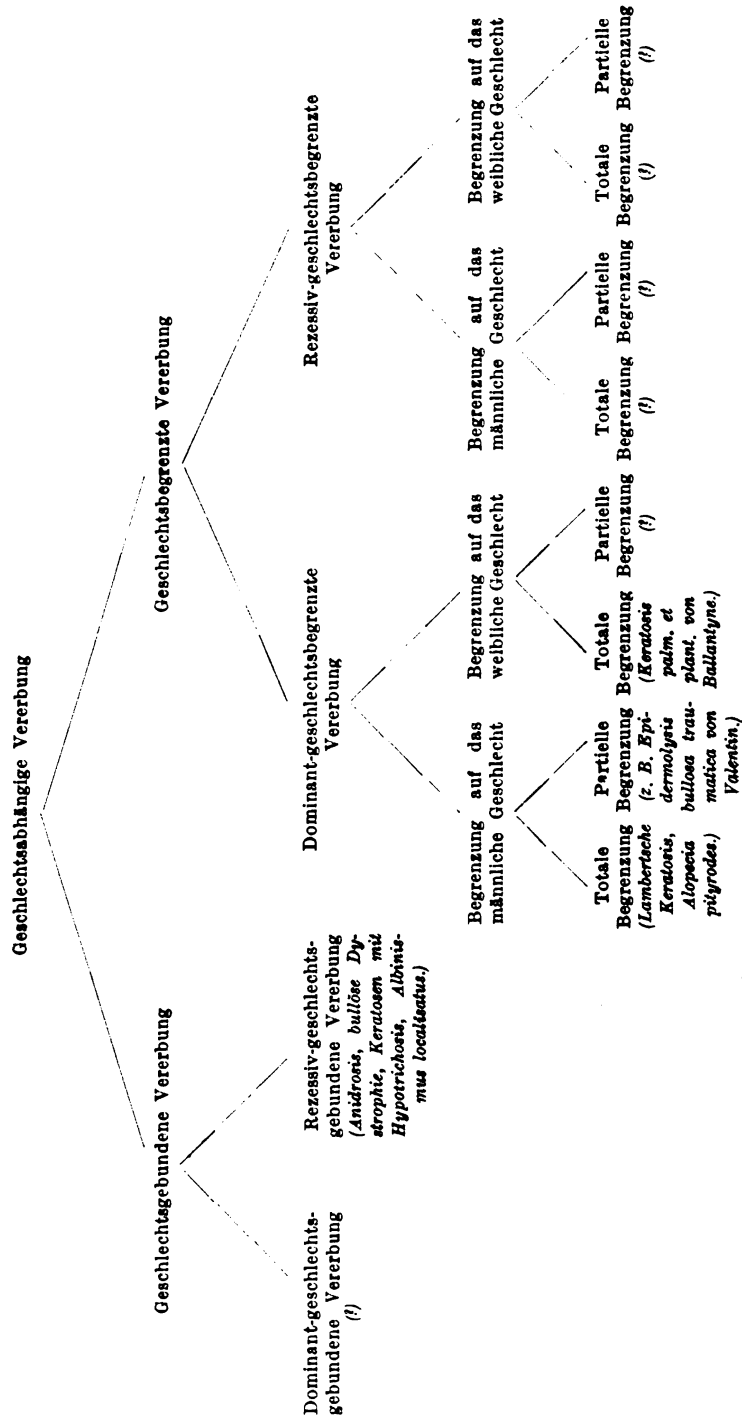 Geschlechtsabhängige Vererbung
Geschlechtsgebundene Vererbung
Geschlechtsbegrenzte Vererbung
Dominant-geschlechts-
gebundene Vererbung
(?)
Rezessiv-geschlechts-
gebundene Vererbung
(Anidrosis, bullöse Dy-
strophie, Keratosen mit
Hypotrichosis, Albinis-
mus localisatus.)
Dominant-geschlechtsbegrenzte
Vererbung
Rezessiv-geschlechtsbegrenzte
Vererbung
Begrenzung auf das
männliche Geschlecht
Begrenzung auf das
weibliche Geschlecht
Begrenzung auf das
männliche Geschlecht
Begrenzung auf das
weibliche Geschlecht
Totale
Begrenzung
(Lambertsche
Keratosis,
Alopecia
pityrodes.)
Partielle
Begrenzung
(z. B. Epi-
dermolysis
bullosa trau-
matica von
Valentin.)
Totale
Begrenzung
(Keratosis
palm. et
plant. von
Ballantyne.)
Partielle
Begrenzung
(?)
Totale
Begrenzung
(?)
Partielle
Begrenzung
(?)
Totale
Begrenzung
(?)
Partielle
Begrenzung
(?)